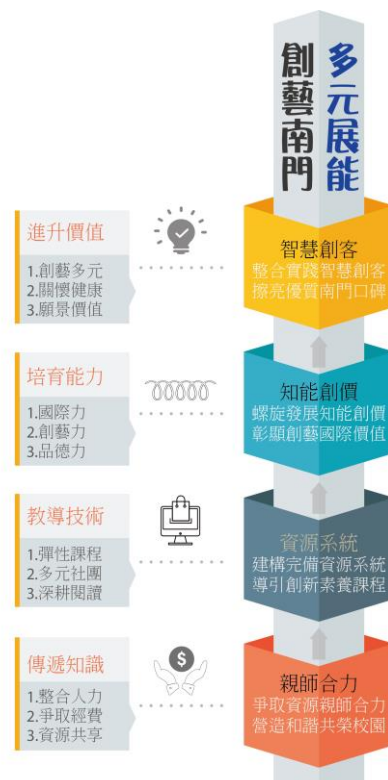 多元展能
創藝南門
進升價值
1.創藝多元
2.關懷健康
3.願景價值
智慧創客
整合實踐智慧創客
擦亮優質南門口碑
培育能力
1.國際力
2.創藝力
3.品德力
知能創價
螺旋發展知能創價
彰顯創藝國際價值
教導技術
1.彈性課程
2.多元社團
3.深耕閱讀
資源系統
建構完備資源系統
導引創新素養課程
傳遞知識
1.整合人力
2.爭取經費
3.資源共享
$
親師合力
爭取資源親師合力
營造和諧共榮校園